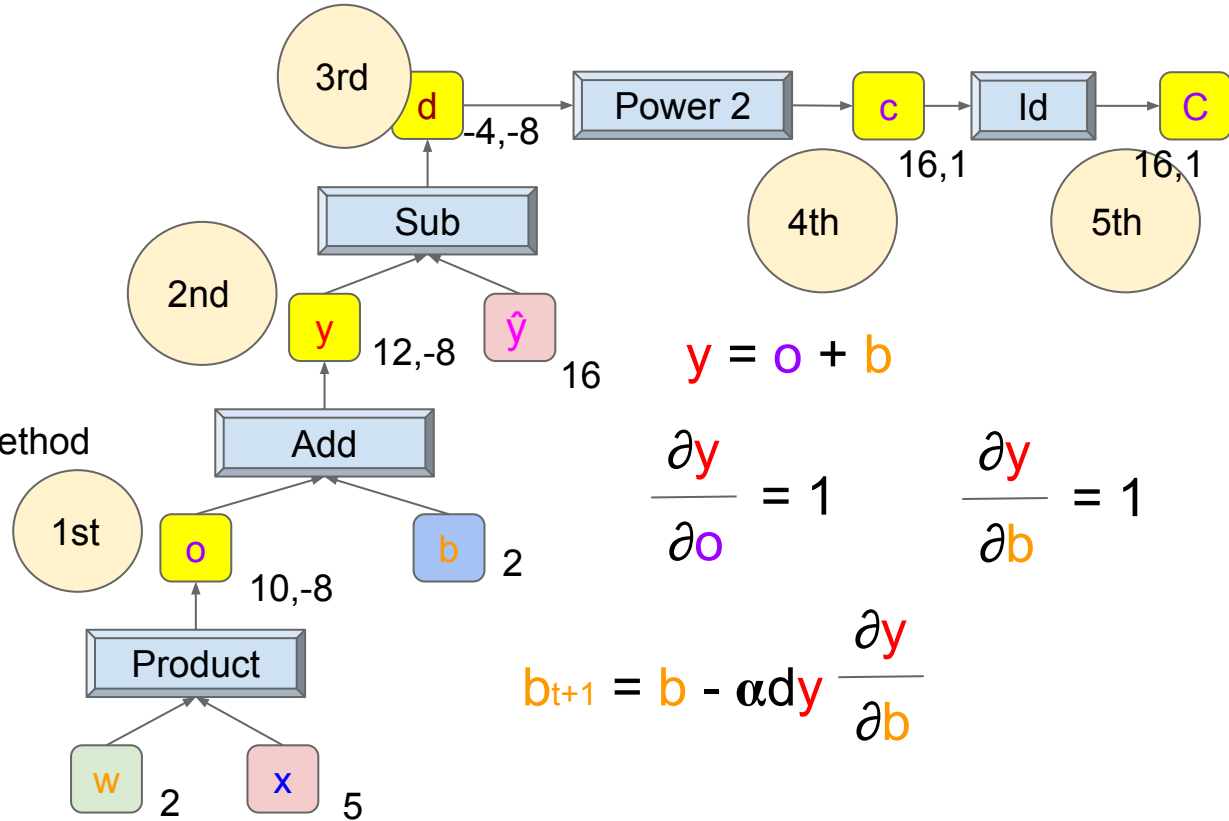 3rd
d
-4,-8
Power 2
c
16,1
Id
C
16,1
Sub
4th
5th
2nd
y
12,-8
ŷ
16
y = o + b
Add
ethod
∂y
∂o
= 1
∂y
∂b
= 1
1st
o
10,-8
b
2
Product
bt+1 = b - αdy
∂y
∂b
w
2
x
5